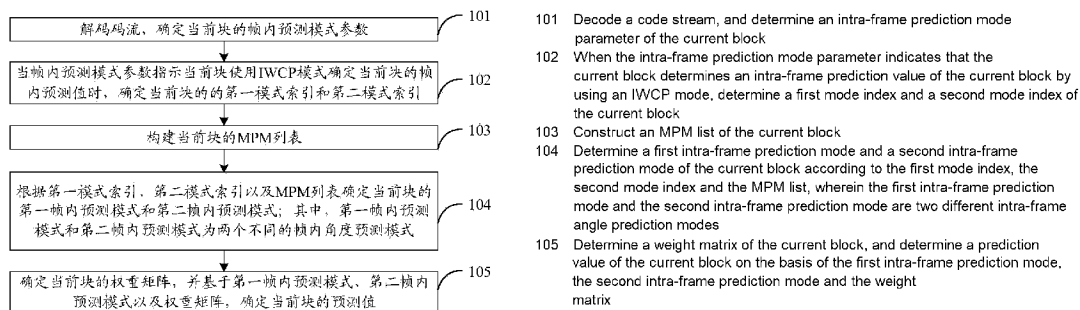 解码码流，确定当前块的帧内预测模式参数
101
当帧内预测模式参数指示当前块使用IWCP模式确定当前块的帧
内预测值时，确定当前块的的第一模式索引和第二模式索引
102
构建当前块的MPM列表
103
根据第一模式索引、第二模式索引以及MPM列表确定当前块的
第一帧内预测模式和第二帧内预测模式；其中，第一帧内预测
模式和第二帧内预测模式为两个不同的帧内角度预测模式
104
确定当前块的权重矩阵，并基于第一帧内预测模式、第二帧内
预测模式以及权重矩阵，确定当前块的预测值
105
101 Decode a code stream, and determine an intra-frame prediction mode
parameter of the current block
102 When the intra-frame prediction mode parameter indicates that the
current block determines an intra-frame prediction value of the current block by
using an IWCP mode, determine a first mode index and a second mode index of
the current block
103 Construct an MPM list of the current block
104 Determine a first intra-frame prediction mode and a second intra-frame
prediction mode of the current block according to the first mode index, the
second mode index and the MPM list, wherein the first intra-frame prediction
mode and the second intra-frame prediction mode are two different intra-frame
angle prediction modes
105 Determine a weight matrix of the current block, and determine a prediction
value of the current block on the basis of the first intra-frame prediction mode,
the second intra-frame prediction mode and the weight
matrix